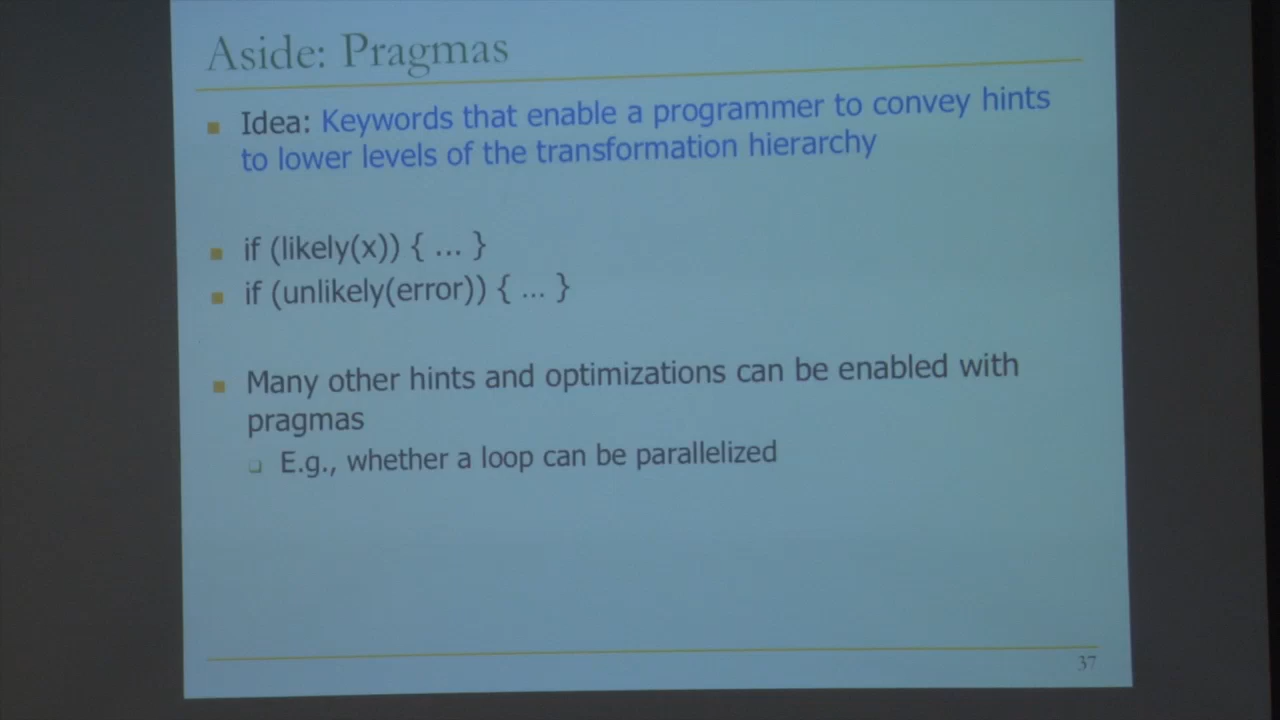 Aside: Pragmas
Idea: Keywords that enable a programmer to convey hints
to lower levels of the transformation hierarchy
if (likely(x)) { ... }
if (unlikely(error)) { ... }
Many other hints and optimizations can be enabled with
pragmas
E.g., whether a loop can be parallelized
37